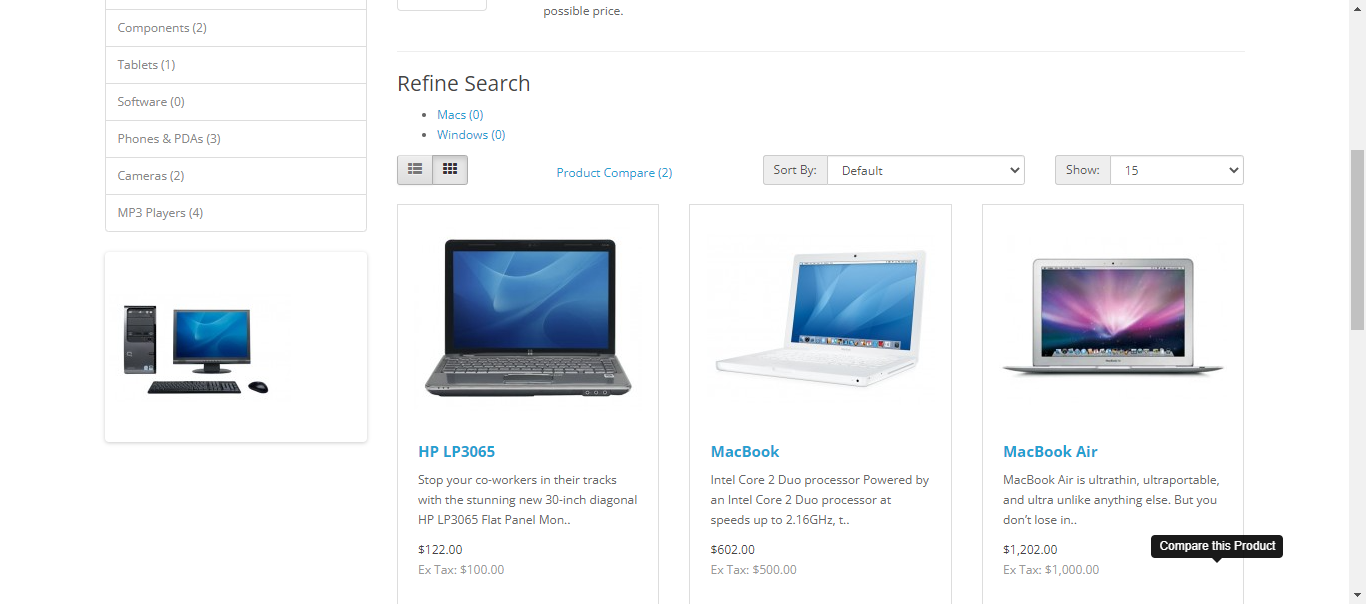 possible price.
Components (2)
Tablets (1)
Software (0)
Phones & PDAs (3)
Cameras (2)
MP3 Players (4)
Refine Search
Macs (0)
Windows (0)
Product Compare (2)
Sort By:
Default
Show:
15
HP LP3065
Stop your co-workers in their tracks
with the stunning new 30-inch diagonal
HP LP3065 Flat Panel Mon..
$122.00
Ex Tax: $100.00
MacBook
Intel Core 2 Duo processor Powered by
an Intel Core 2 Duo processor at
speeds up to 2.16GHz, t..
$602.00
Ex Tax: $500.00
MacBook Air
MacBook Air is ultrathin, ultraportable,
and ultra unlike anything else. But you
don’t lose in..
$1,202.00
Ex Tax: $1,000.00
Compare this Product